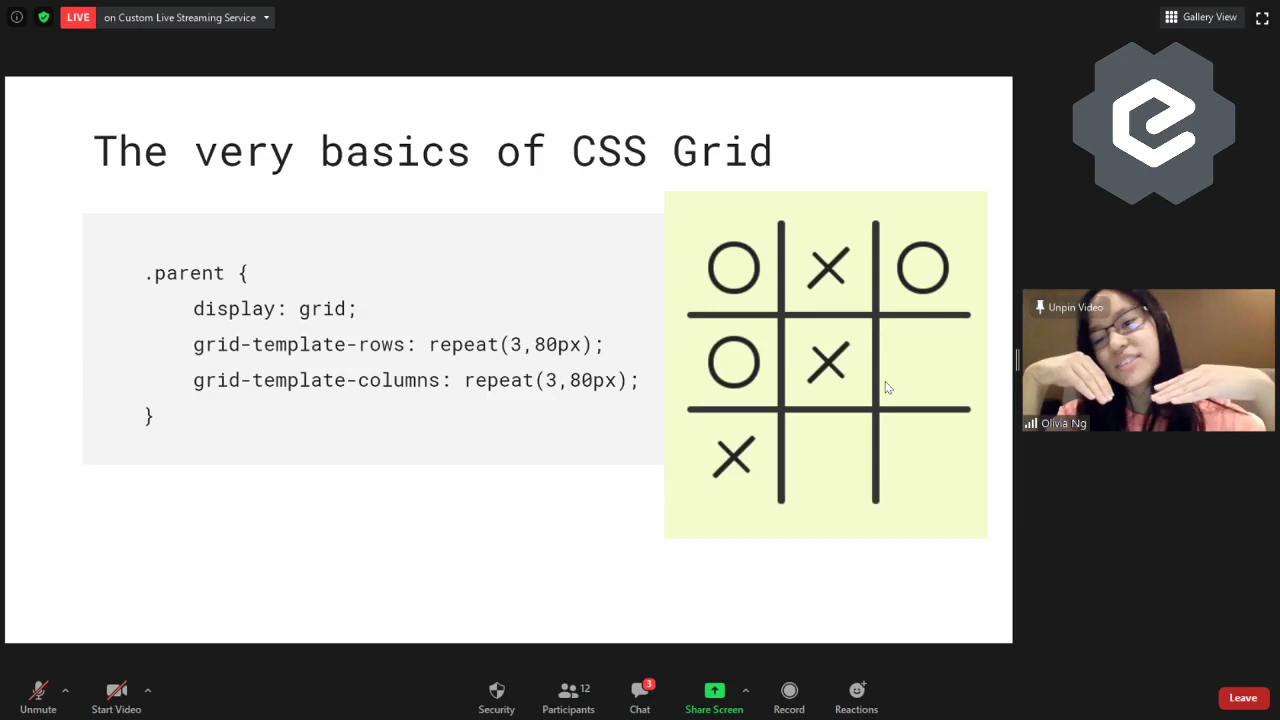 LIVE
on Custom Live Streaming Service
Gallery View
The very basics of CSS Grid
.parent {
display: grid;
grid-template-rows: repeat(3,80px);
grid-template-columns: repeat(3,80px);
}
Unpin Video
Olivia Ng
Unmute
Start Video
Security
12
Participants
3
Chat
Share Screen
Record
Reactions
Leave